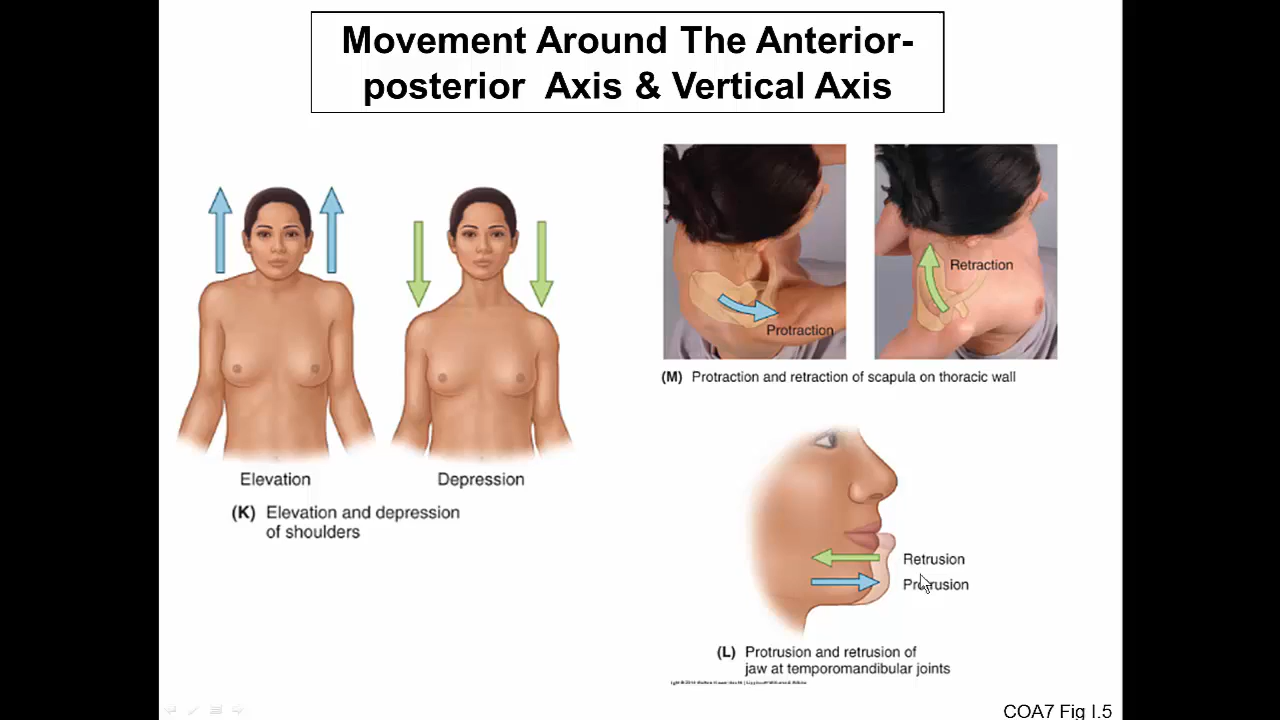 Movement Around The Anterior-
posterior Axis & Vertical Axis
Elevation
Depression
(K) Elevation and depression
of shoulders
Protraction
Retraction
(M) Protraction and retraction of scapula on thoracic wall
Retrusion
Protrusion
(L) Protrusion and retrusion of
jaw at temporomandibular joints
COA7 Fig I.5